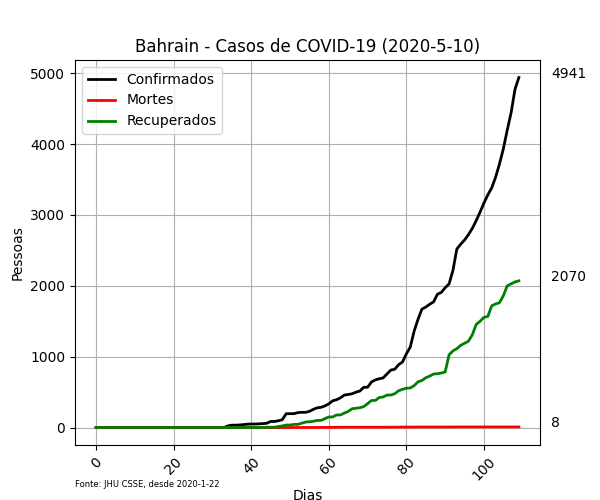 Bahrain - Casos de COVID-19 (2020-5-10)
Confirmados
Mortes
Recuperados
5000
4000
3000
2000
1000
0
4941
2070
8
Pessoas
0
20
40
60
80
100
Dias
Fonte: JHU CSSE, desde 2020-1-22